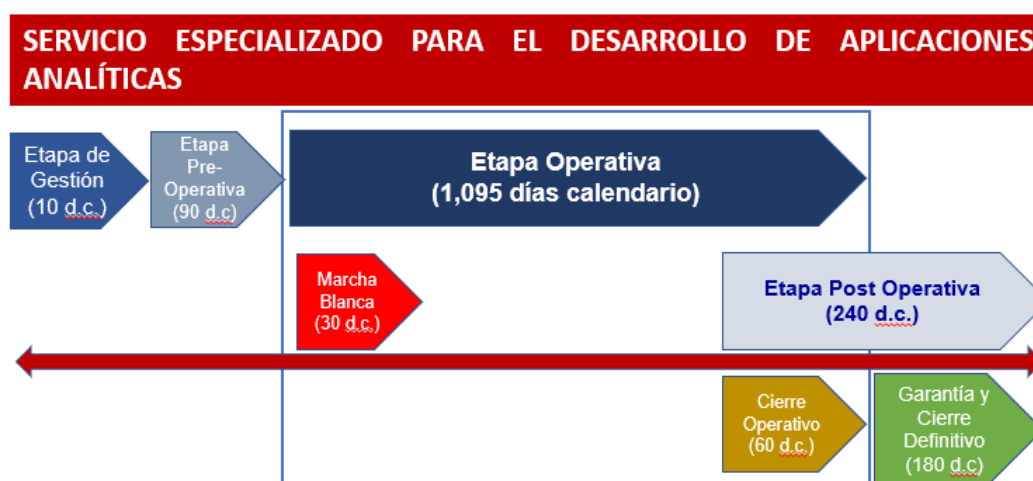 SERVICIO ESPECIALIZADO PARA EL DESARROLLO DE APLICACIONES
ANALÍTICAS
Etapa de
Gestión
(10 d.c.)
Etapa
Pre-
Operativa
(90 d.c)
Etapa Operativa
(1,095 días calendario)
Marcha
Blanca
(30 d.c.)
Etapa Post Operativa
(240 d.c.)
Cierre
Operativo
(60 d.c.)
Garantía y
Cierre
Definitivo
(180 d.c)